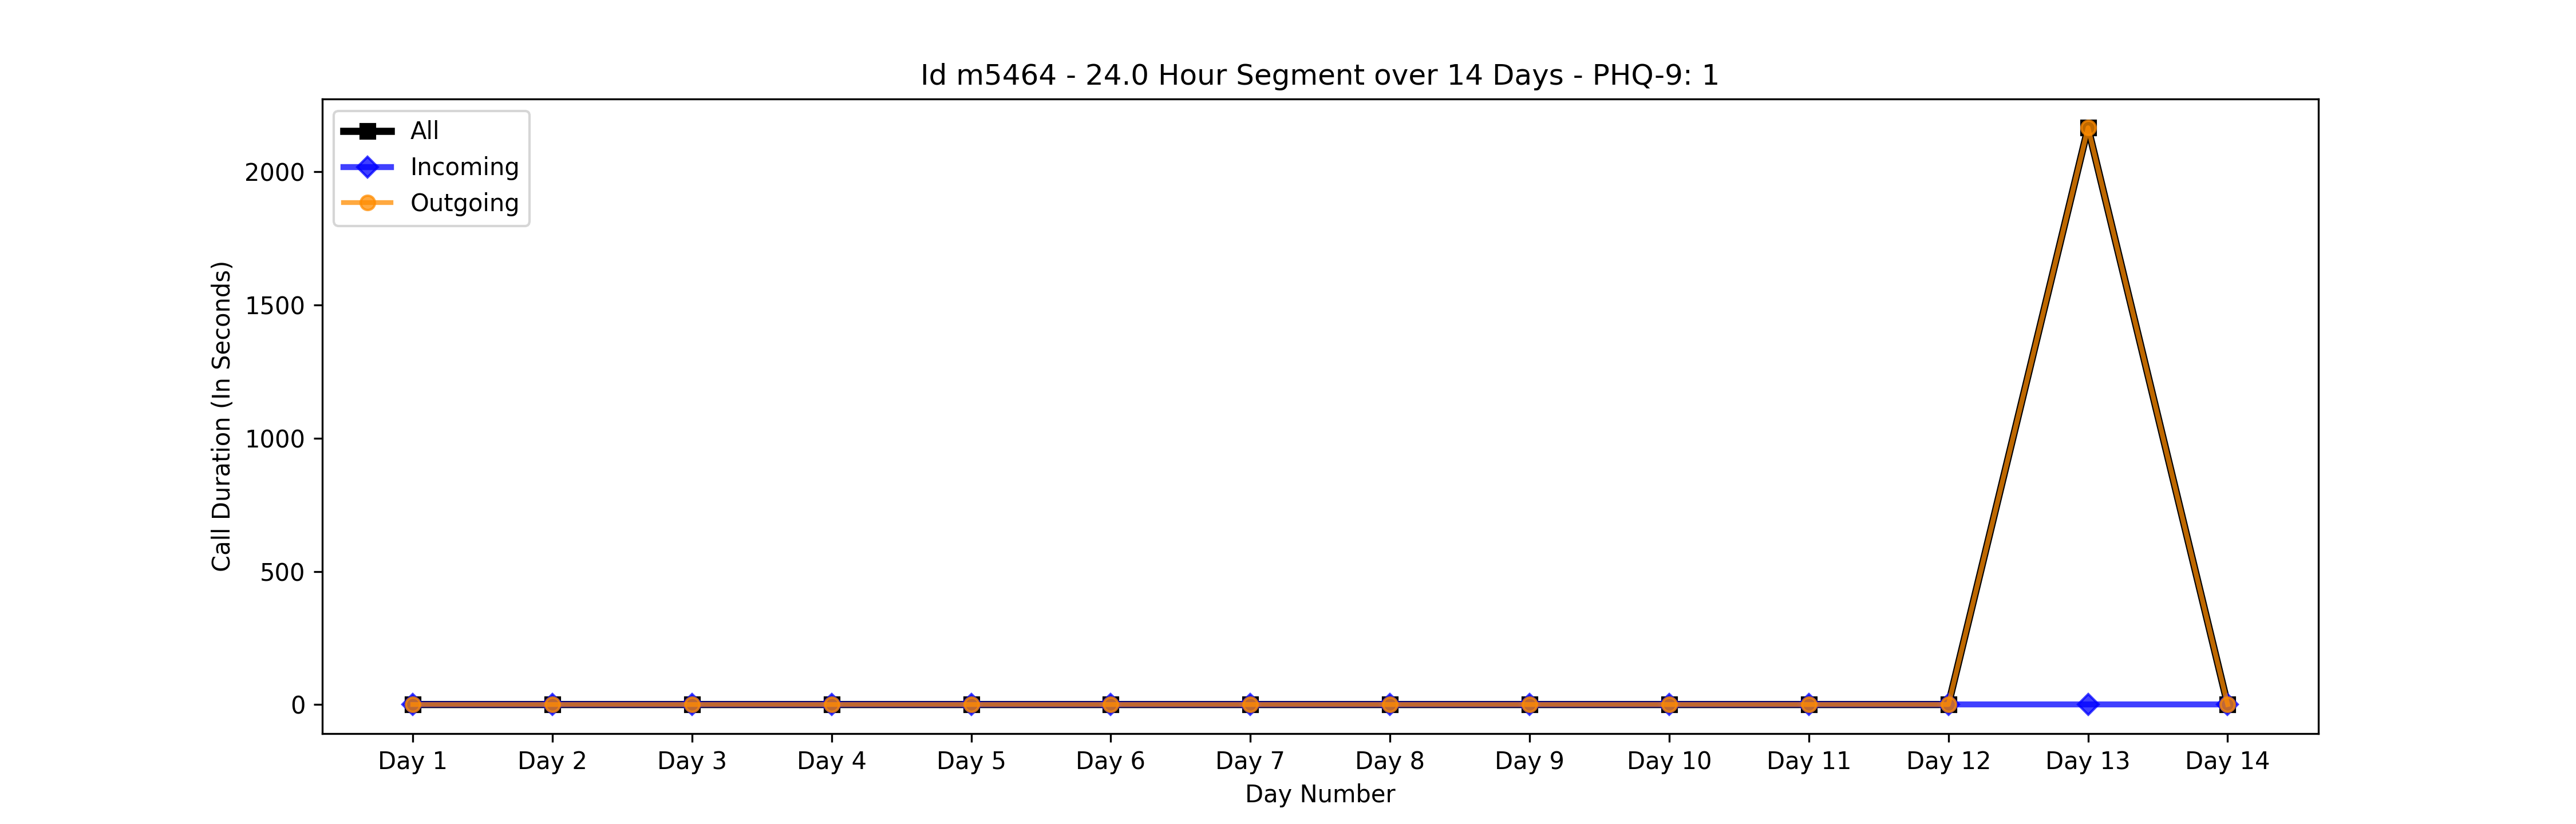 Id m5464 - 24.0 Hour Segment over 14 Days - PHQ-9: 1
All
Incoming
Outgoing
Call Duration (In Seconds)
2000
1500
1000
500
0
Day 1 Day 2 Day 3 Day 4 Day 5 Day 6 Day 7 Day 8 Day 9 Day 10 Day 11 Day 12 Day 13 Day 14
Day Number